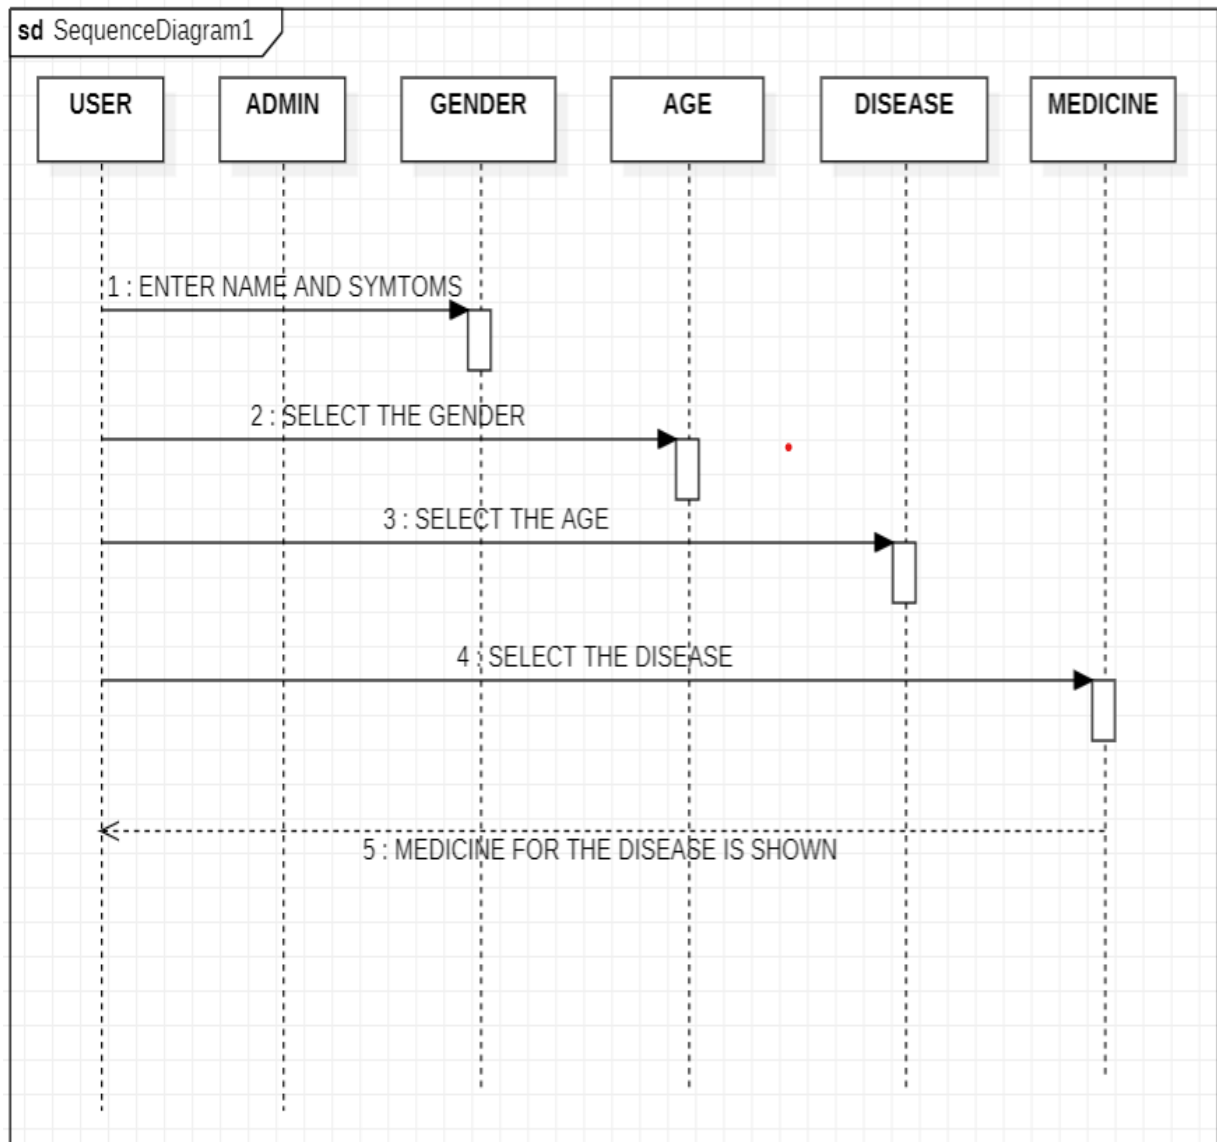 sd SequenceDiagram1
USER
ADMIN
GENDER
AGE
DISEASE
MEDICINE
1 : ENTER NAME AND SYMTOMS
2 : SELECT THE GENDER
3 : SELECT THE AGE
4 : SELECT THE DISEASE
5 : MEDICINE FOR THE DISEASE IS SHOWN